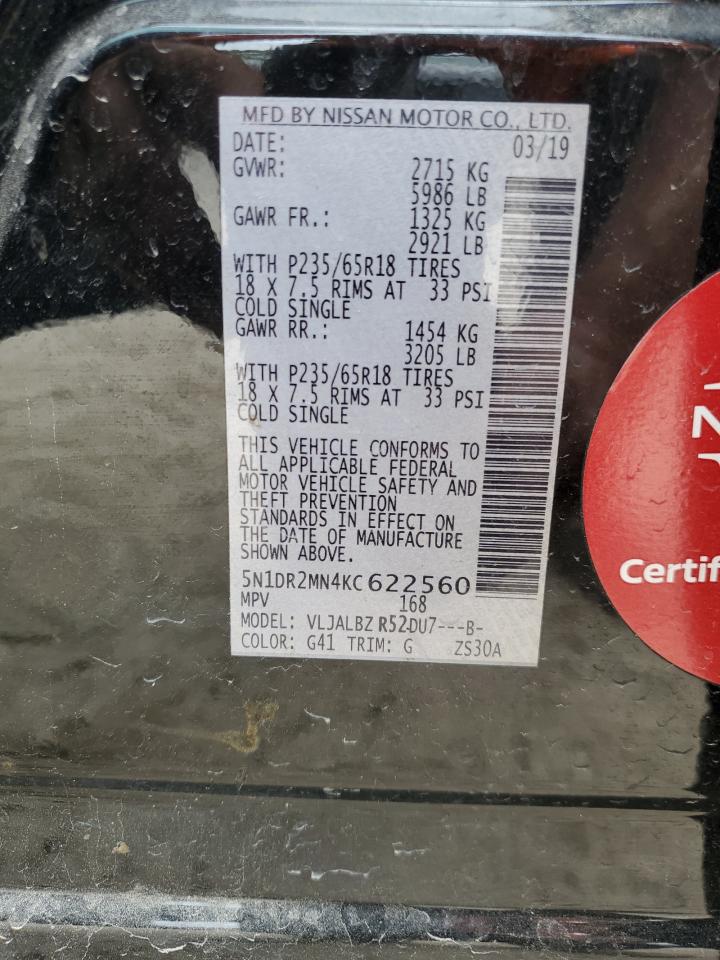 MFD BY NISSAN MOTOR CO., LTD.
DATE: 03/19
GVWR: 2715 KG
5986 LB
GAWR FR.: 1325 KG
2921 LB
WITH P235/65R18 TIRES
18 X 7.5 RIMS AT 33 PSI
COLD SINGLE
GAWR RR.: 1454 KG
3205 LB
WITH P235/65R18 TIRES
18 X 7.5 RIMS AT 33 PSI
COLD SINGLE
THIS VEHICLE CONFORMS TO
ALL APPLICABLE FEDERAL
MOTOR VEHICLE SAFETY AND
THEFT PREVENTION
STANDARDS IN EFFECT ON
THE DATE OF MANUFACTURE
SHOWN ABOVE.
5N1DR2MN4KC622560
MPV 168
MODEL: VLJALBZ R52DU7---B-
COLOR: G41 TRIM: G ZS30A
N
Certif